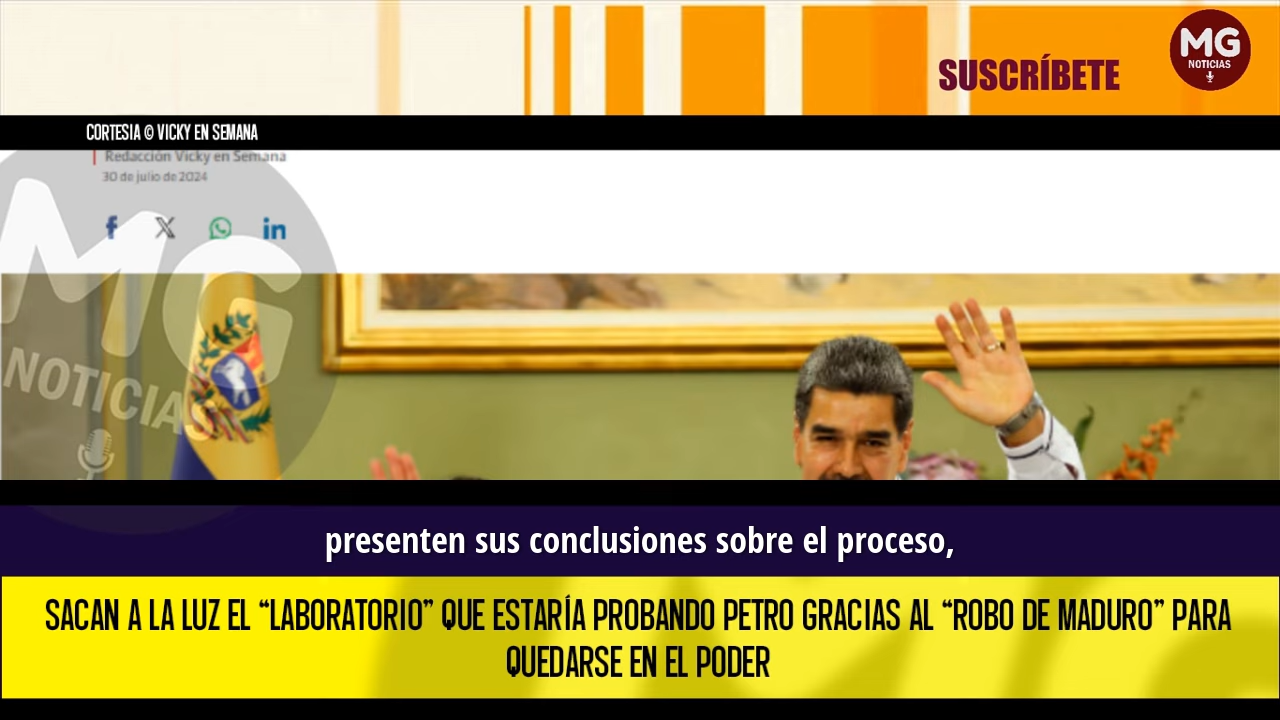 SUSCRÍBETE
MG
NOTICIAS
CORTESIA © VICKY EN SEMANA
Redacción Vicky en Semana
30 de julio de 2024
MG
NOTICIAS
presenten sus conclusiones sobre el proceso,
SACAN A LA LUZ EL “LABORATORIO” QUE ESTARÍA PROBANDO PETRO GRACIAS AL “ROBO DE MADURO” PARA
QUEDARSE EN EL PODER